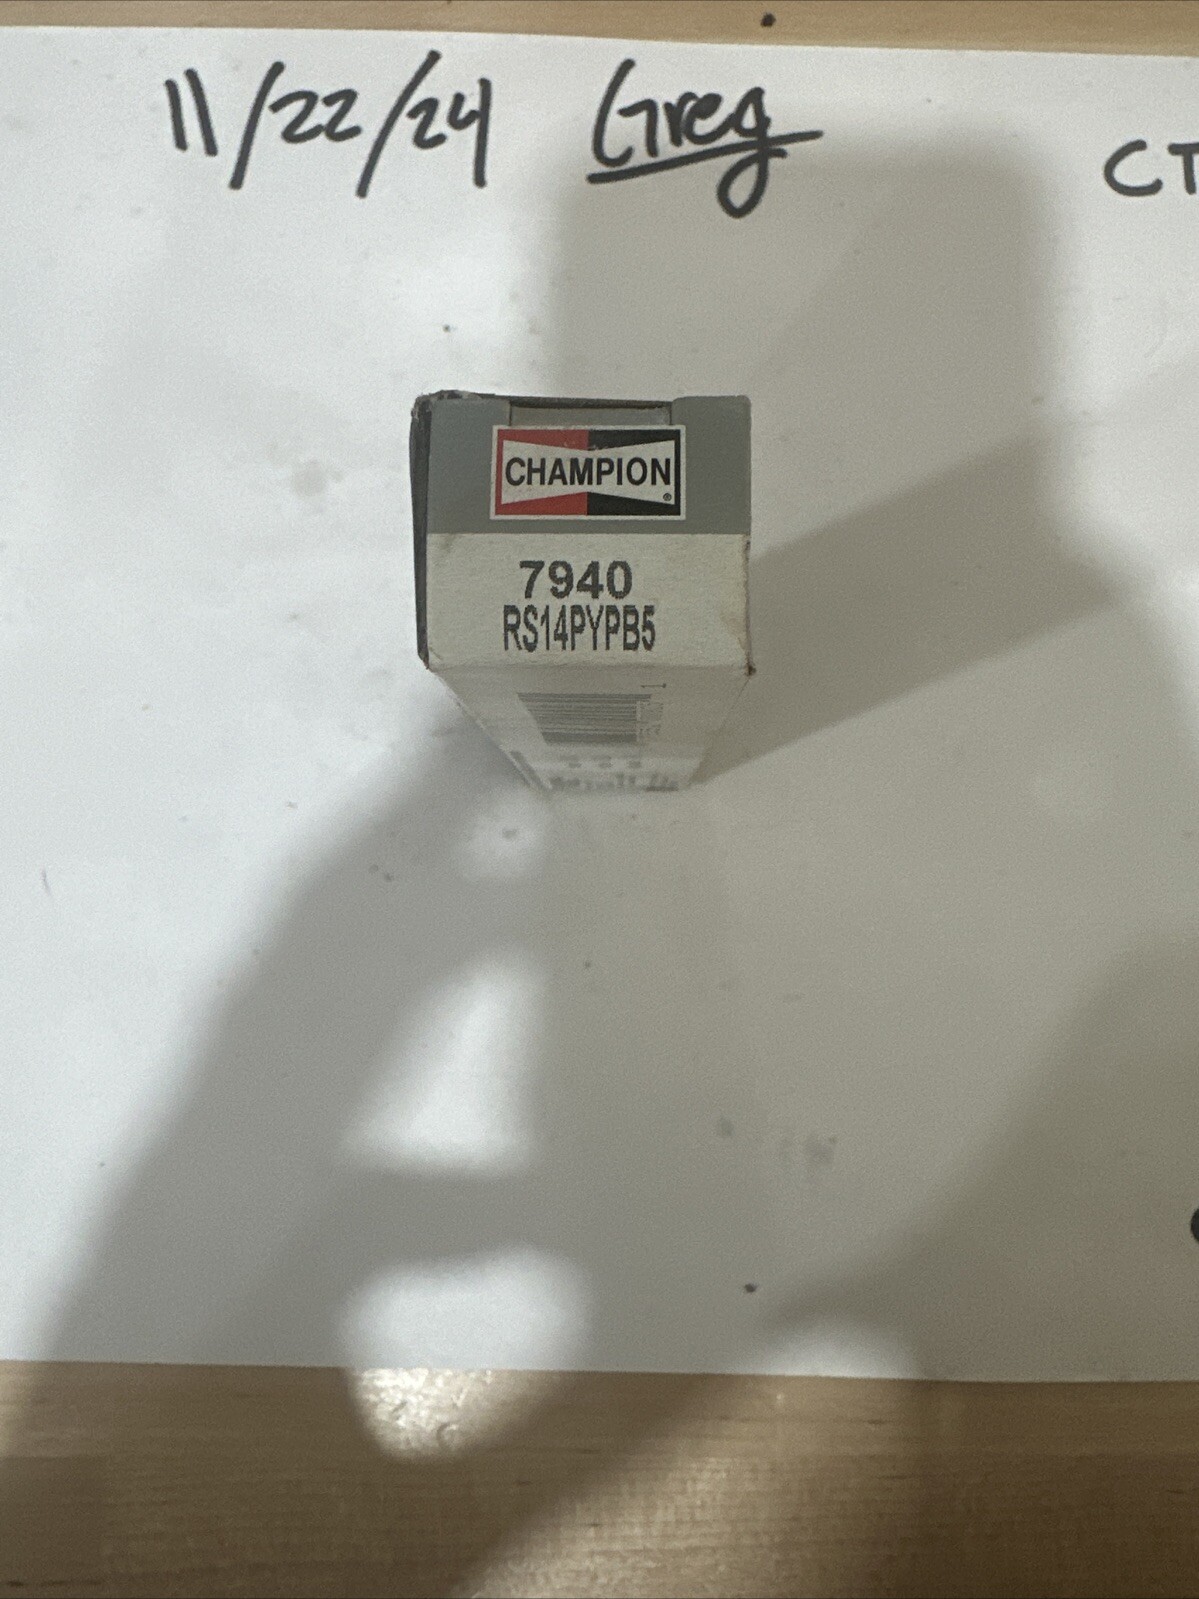 11/22/24 Greg
CT
CHAMPION
7940
RS14PYPB5